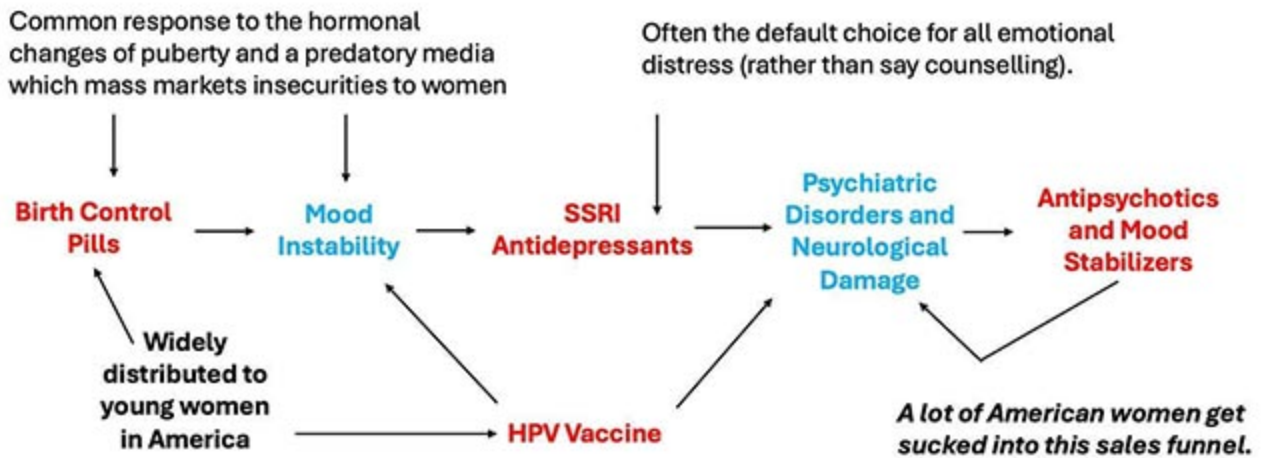 Common response to the hormonal
changes of puberty and a predatory media
which mass markets insecurities to women
Often the default choice for all emotional
distress (rather than say counselling).
Birth Control
Pills
Mood
Instability
SSRI
Antidepressants
Psychiatric
Disorders and
Neurological
Damage
Antipsychotics
and Mood
Stabilizers
Widely
distributed to
young women
in America
HPV Vaccine
A lot of American women get
sucked into this sales funnel.